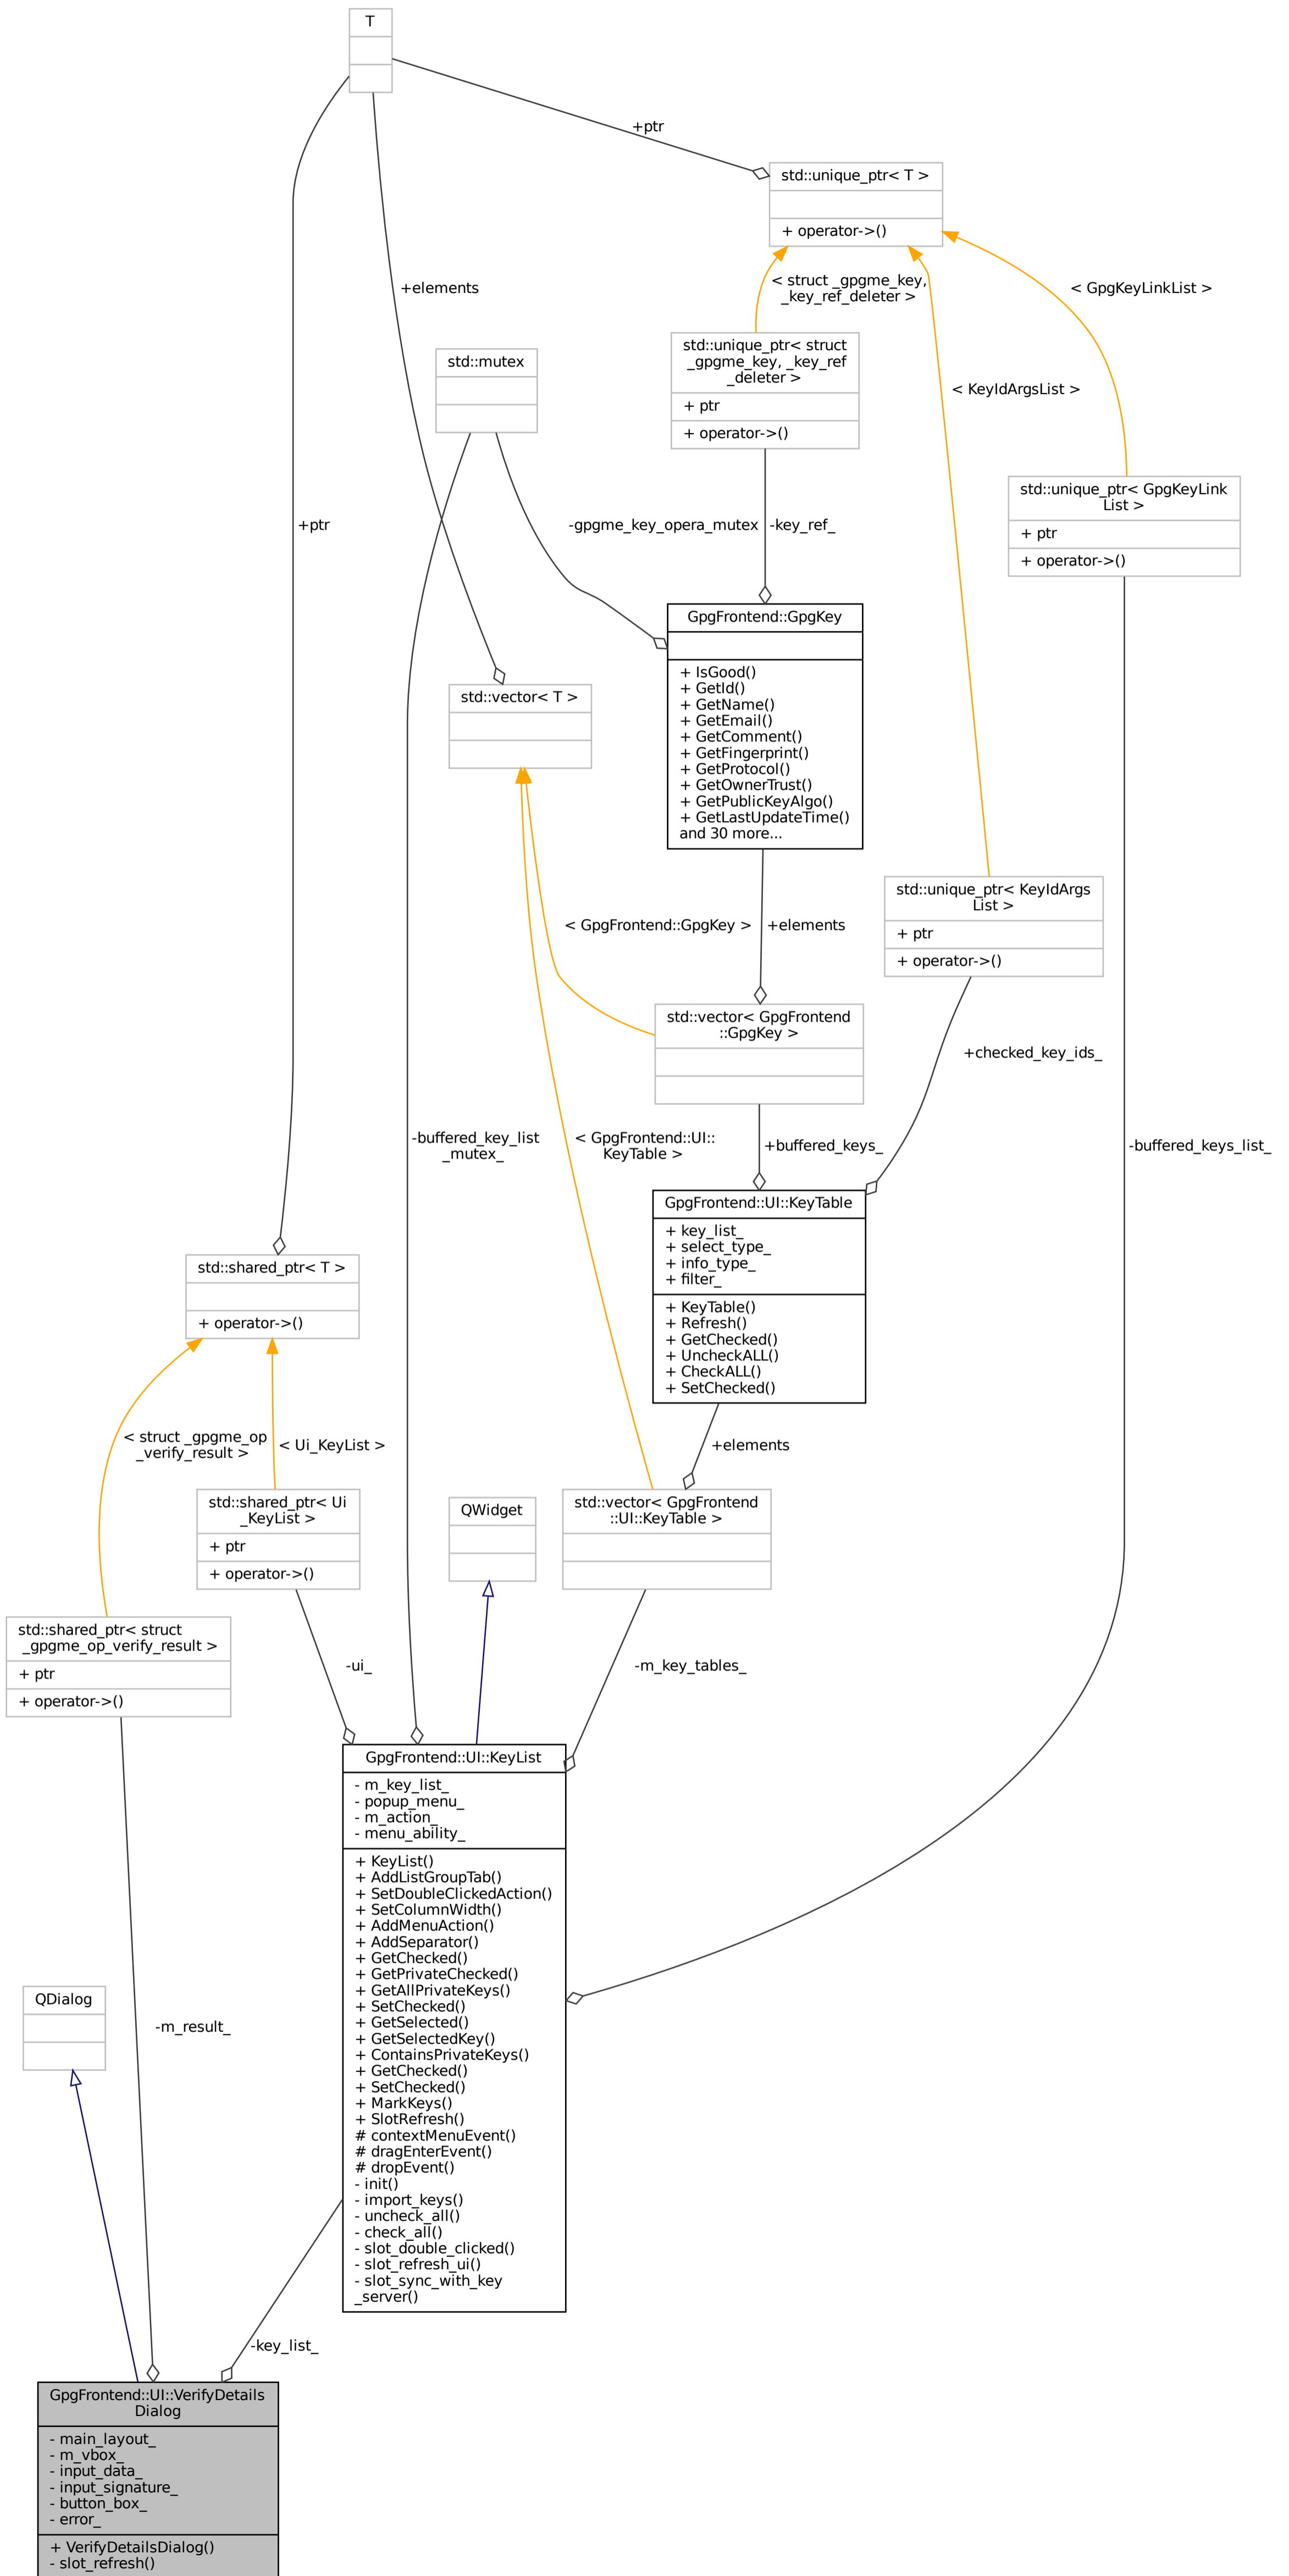 T
+ptr
std::unique_ptr< T >
+ operator->()
+elements
< struct _gpgme_key,
_key_ref_deleter >
< GpgKeyLinkList >
std::mutex
std::unique_ptr< struct
_gpgme_key, _key_ref
_deleter >
+ ptr
+ operator->()
< KeyIdArgsList >
std::unique_ptr< GpgKeyLink
List >
+ ptr
+ operator->()
+ptr
-gpgme_key_opera_mutex
-key_ref_
GpgFrontend::GpgKey
+ IsGood()
+ GetId()
+ GetName()
+ GetEmail()
+ GetComment()
+ GetFingerprint()
+ GetProtocol()
+ GetOwnerTrust()
+ GetPublicKeyAlgo()
+ GetLastUpdateTime()
and 30 more...
std::vector< T >
std::unique_ptr< KeyIdArgs
List >
+ ptr
+ operator->()
< GpgFrontend::GpgKey >
+elements
std::vector< GpgFrontend
::GpgKey >
+checked_key_ids_
-buffered_key_list
_mutex_
< GpgFrontend::UI::
KeyTable >
+buffered_keys_
-buffered_keys_list_
GpgFrontend::UI::KeyTable
+ key_list_
+ select_type_
+ info_type_
+ filter_
+ KeyTable()
+ Refresh()
+ GetChecked()
+ UncheckALL()
+ CheckALL()
+ SetChecked()
std::shared_ptr< T >
+ operator->()
< struct _gpgme_op
_verify_result >
< Ui_KeyList >
+elements
std::shared_ptr< Ui
_KeyList >
+ ptr
+ operator->()
QWidget
std::vector< GpgFrontend
::UI::KeyTable >
std::shared_ptr< struct
_gpgme_op_verify_result >
+ ptr
+ operator->()
-ui_
-m_key_tables_
GpgFrontend::UI::KeyList
- m_key_list_
- popup_menu_
- m_action_
- menu_ability_
+ KeyList()
+ AddListGroupTab()
+ SetDoubleClickedAction()
+ SetColumnWidth()
+ AddMenuAction()
+ AddSeparator()
+ GetChecked()
+ GetPrivateChecked()
+ GetAllPrivateKeys()
+ SetChecked()
+ GetSelected()
+ GetSelectedKey()
+ ContainsPrivateKeys()
+ GetChecked()
+ SetChecked()
+ MarkKeys()
+ SlotRefresh()
# contextMenuEvent()
# dragEnterEvent()
# dropEvent()
- init()
- import_keys()
- uncheck_all()
- check_all()
- slot_double_clicked()
- slot_refresh_ui()
- slot_sync_with_key
_server()
QDialog
-m_result_
-key_list_
GpgFrontend::UI::VerifyDetails
Dialog
- main_layout_
- m_vbox_
- input_data_
- input_signature_
- button_box_
- error_
+ VerifyDetailsDialog()
- slot_refresh()